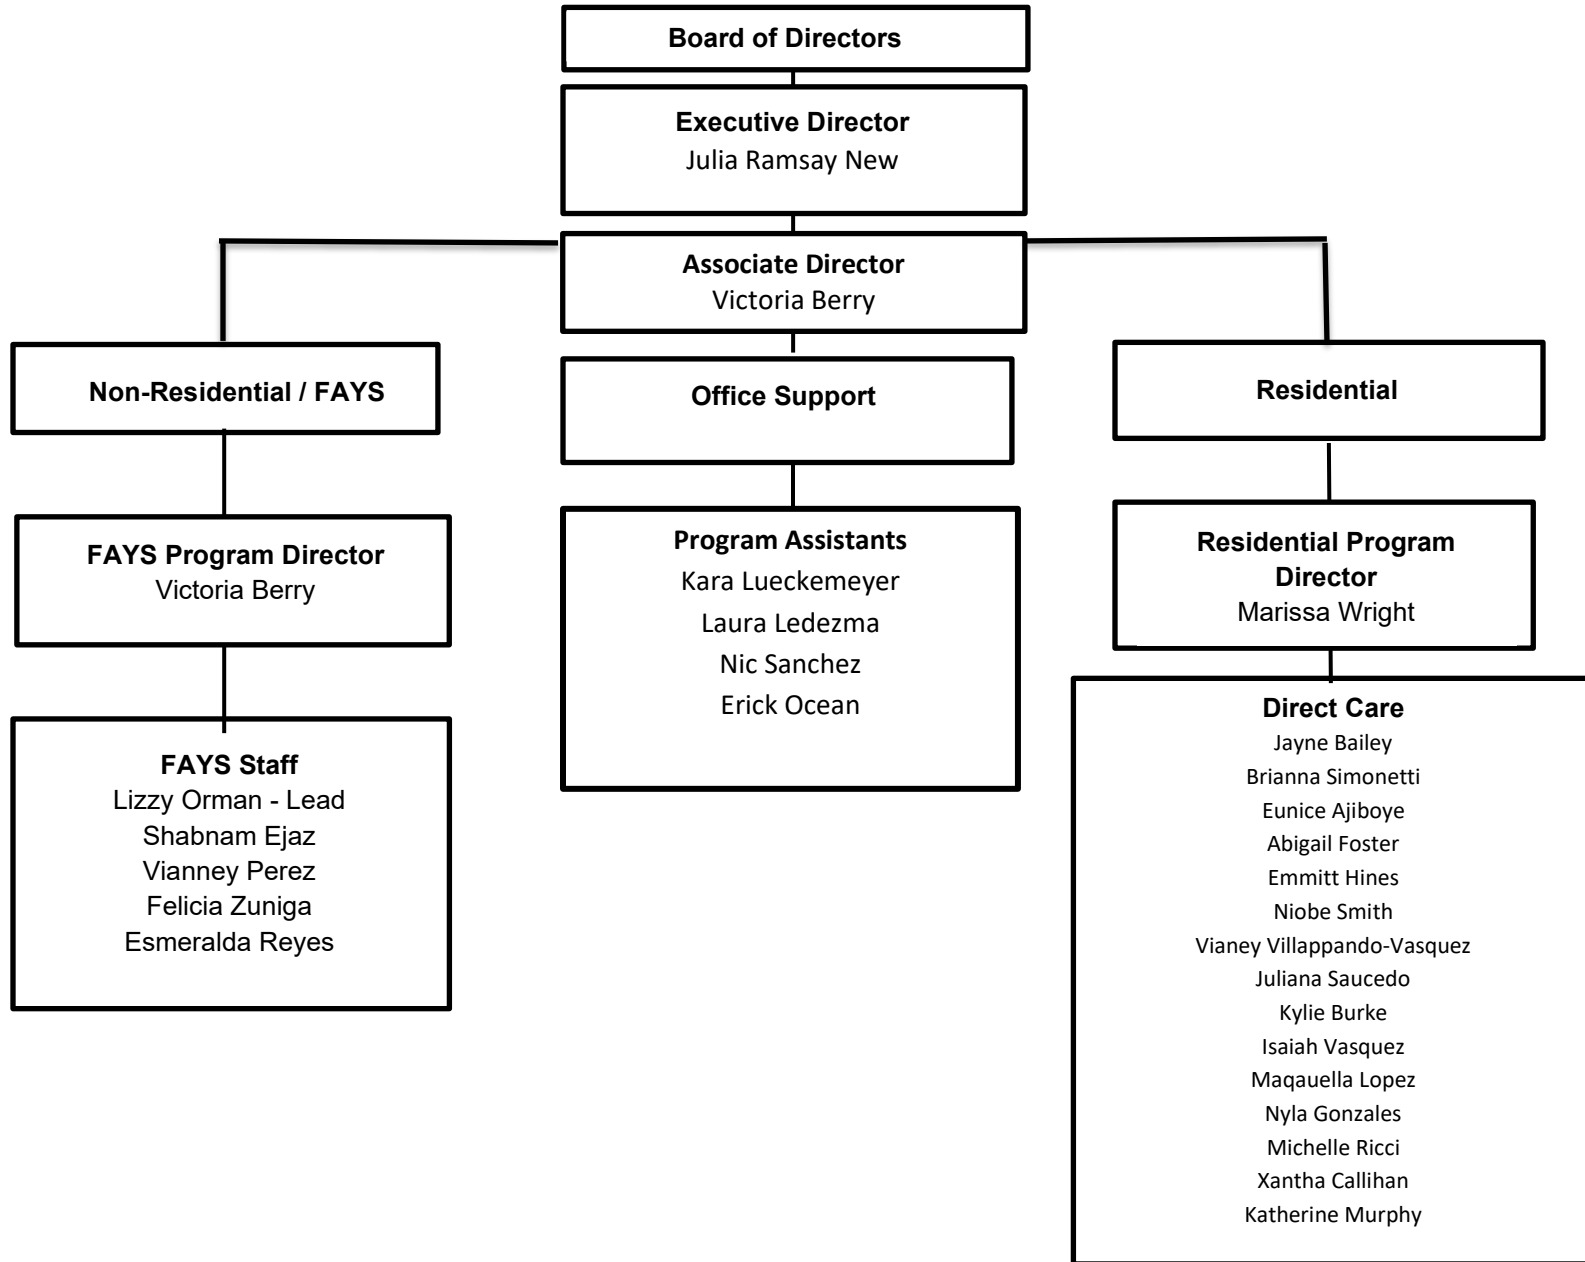 Board of Directors
Executive Director
Julia Ramsay New
Associate Director
Victoria Berry
Non-Residential / FAYS
Office Support
Residential
FAYS Program Director
Victoria Berry
Program Assistants
Kara Lueckemeyer
Laura Ledezma
Nic Sanchez
Erick Ocean
Residential Program
Director
Marissa Wright
FAYS Staff
Lizzy Orman - Lead
Shabnam Ejaz
Vianney Perez
Felicia Zuniga
Esmeralda Reyes
Direct Care
Jayne Bailey
Brianna Simonetti
Eunice Ajiboye
Abigail Foster
Emmitt Hines
Niobe Smith
Vianey Villappando-Vasquez
Juliana Saucedo
Kylie Burke
Isaiah Vasquez
Maqauella Lopez
Nyla Gonzales
Michelle Ricci
Xantha Callihan
Katherine Murphy